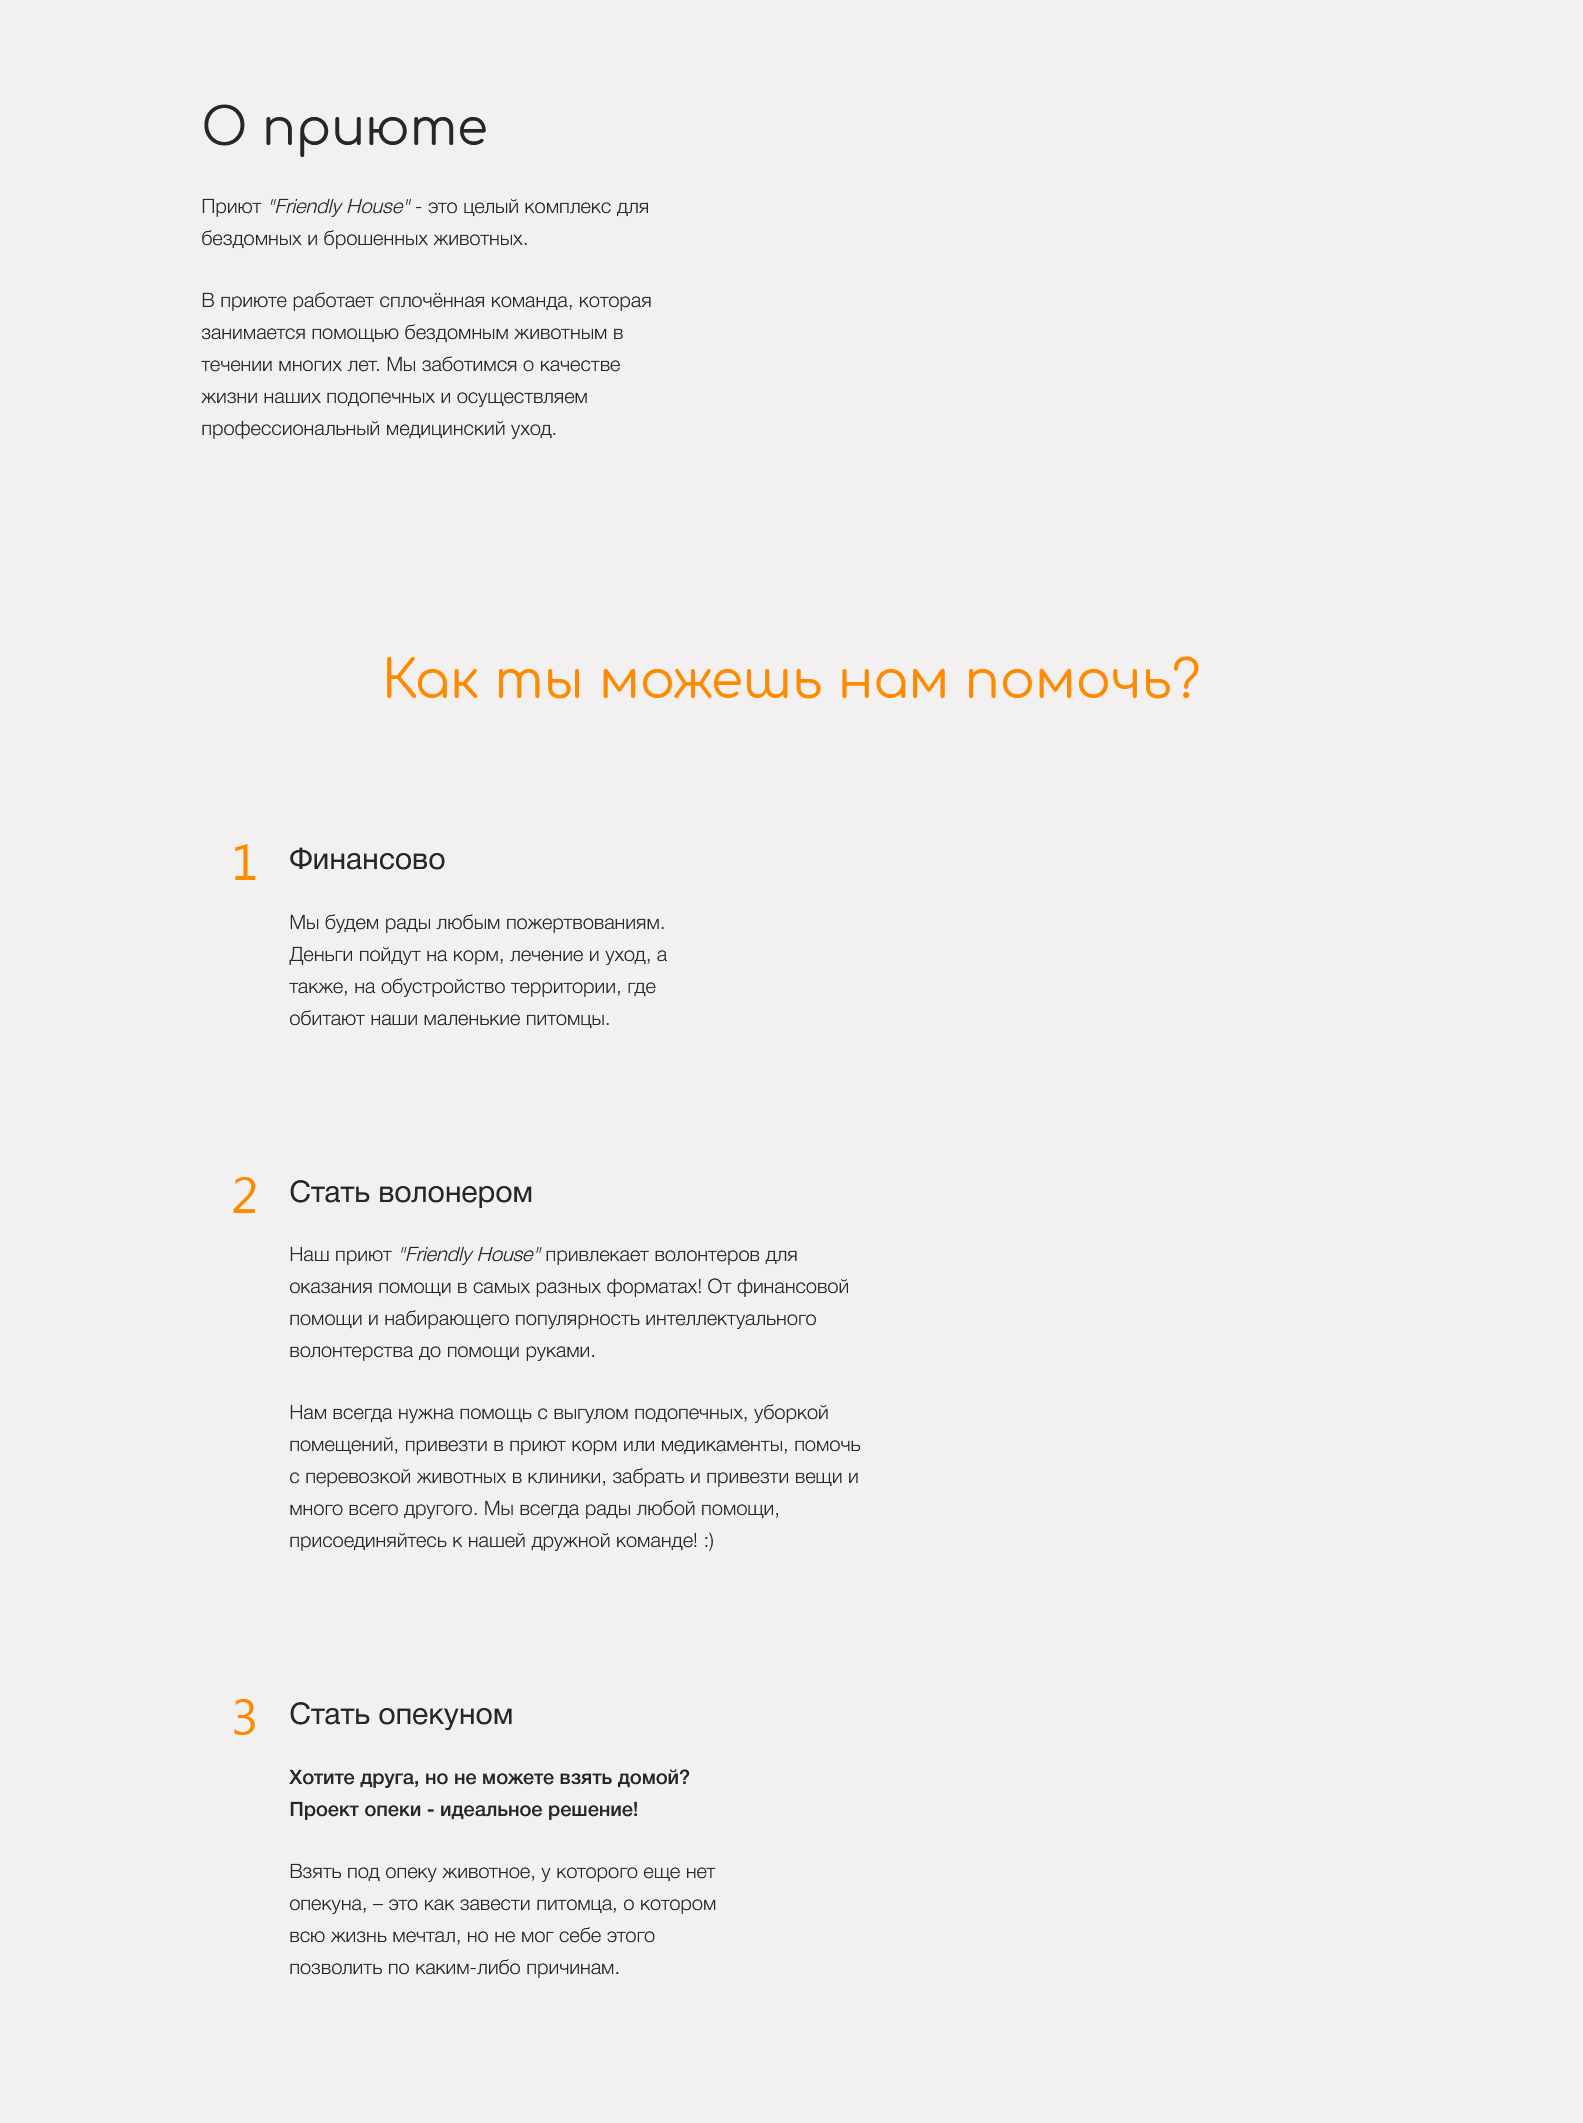 О приюте
Приют "Friendly House" - это целый комплекс для
бездомных и брошенных животных.
В приюте работает сплочённая команда, которая
занимается помощью бездомным животным в
течении многих лет. Мы заботимся о качестве
жизни наших подопечных и осуществляем
профессиональный медицинский уход.
Как ты можешь нам помочь?
1 Финансово
Мы будем рады любым пожертвованиям.
Деньги пойдут на корм, лечение и уход, а
также, на обустройство территории, где
обитают наши маленькие питомцы.
2 Стать волонером
Наш приют "Friendly House" привлекает волонтеров для
оказания помощи в самых разных форматах! От финансовой
помощи и набирающего популярность интеллектуального
волонтерства до помощи руками.
Нам всегда нужна помощь с выгулом подопечных, уборкой
помещений, привезти в приют корм или медикаменты, помочь
с перевозкой животных в клиники, забрать и привезти вещи и
много всего другого. Мы всегда рады любой помощи,
присоединяйтесь к нашей дружной команде! :)
3 Стать опекуном
Хотите друга, но не можете взять домой?
Проект опеки - идеальное решение!
Взять под опеку животное, у которого еще нет
опекуна, – это как завести питомца, о котором
всю жизнь мечтал, но не мог себе этого
позволить по каким-либо причинам.